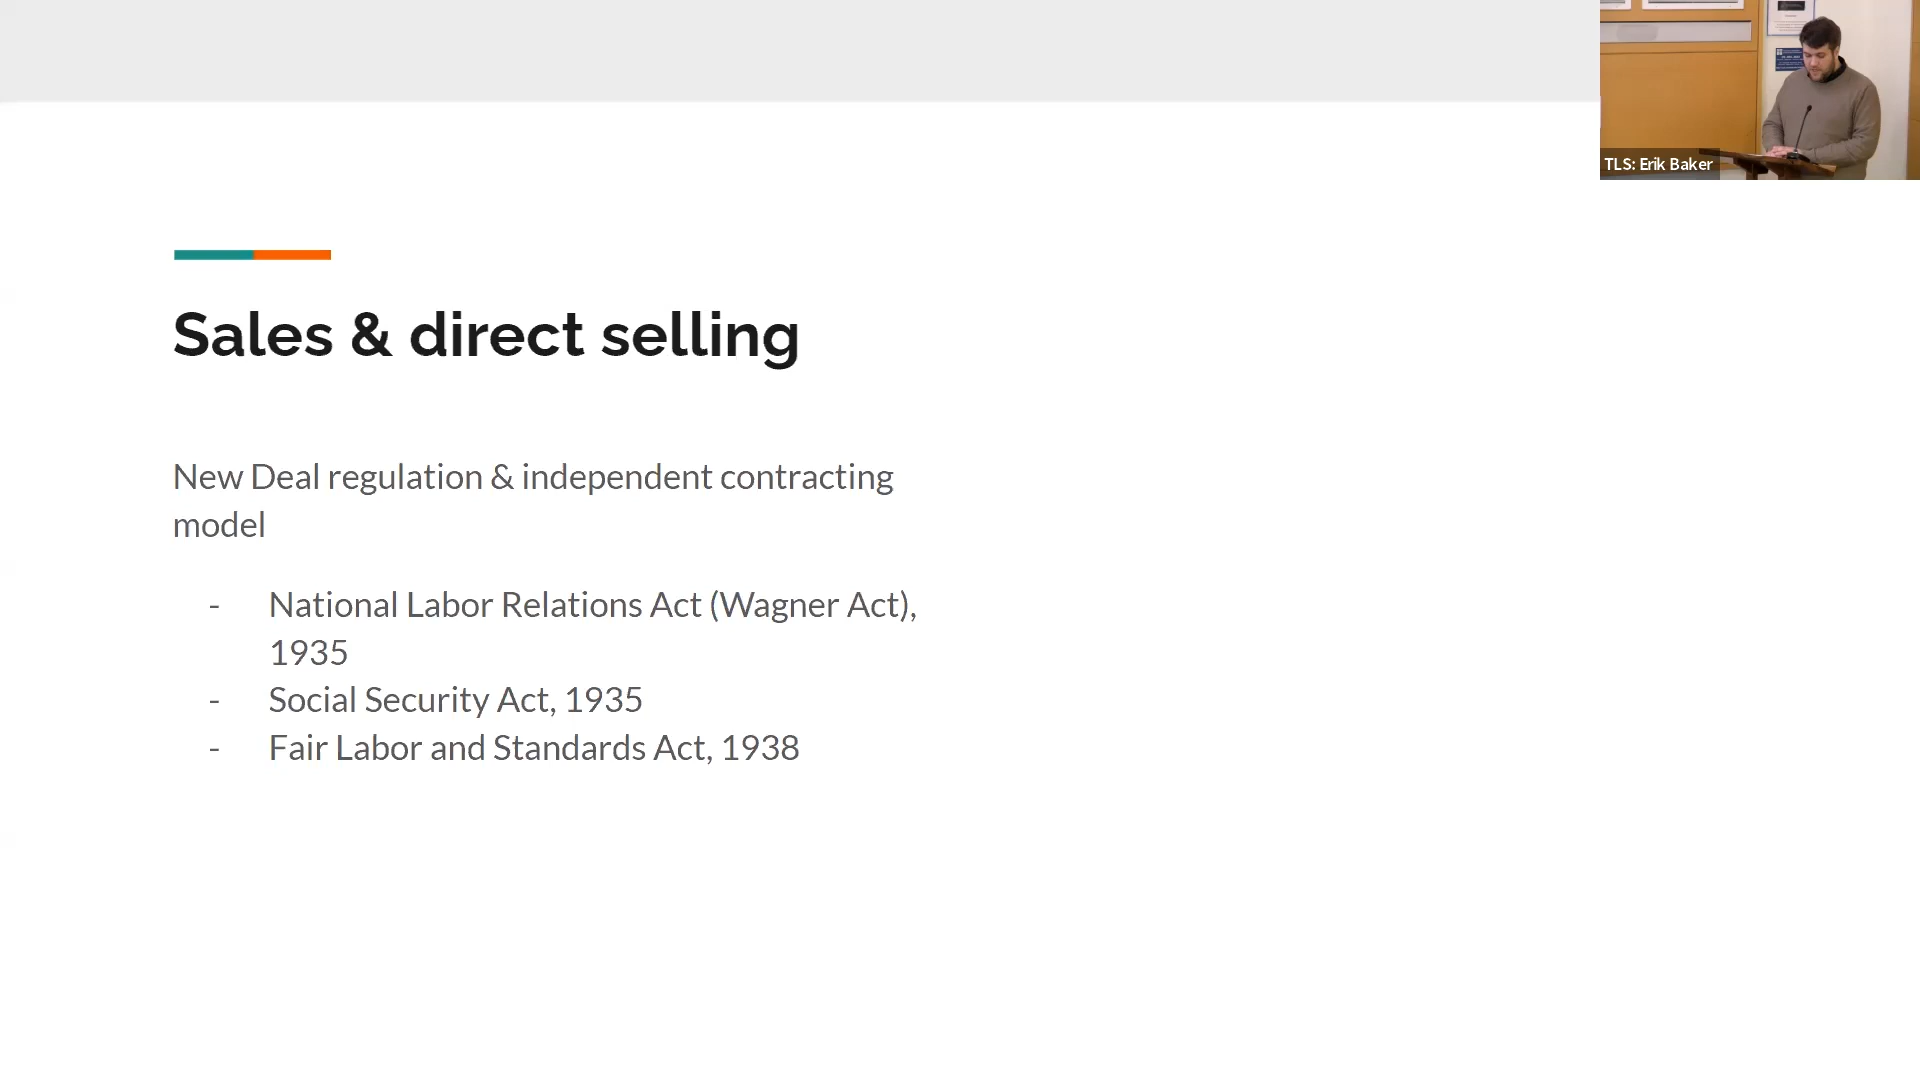 TLS: Erik Baker
Sales & direct selling
New Deal regulation & independent contracting
model
- National Labor Relations Act (Wagner Act),
1935
- Social Security Act, 1935
- Fair Labor and Standards Act, 1938